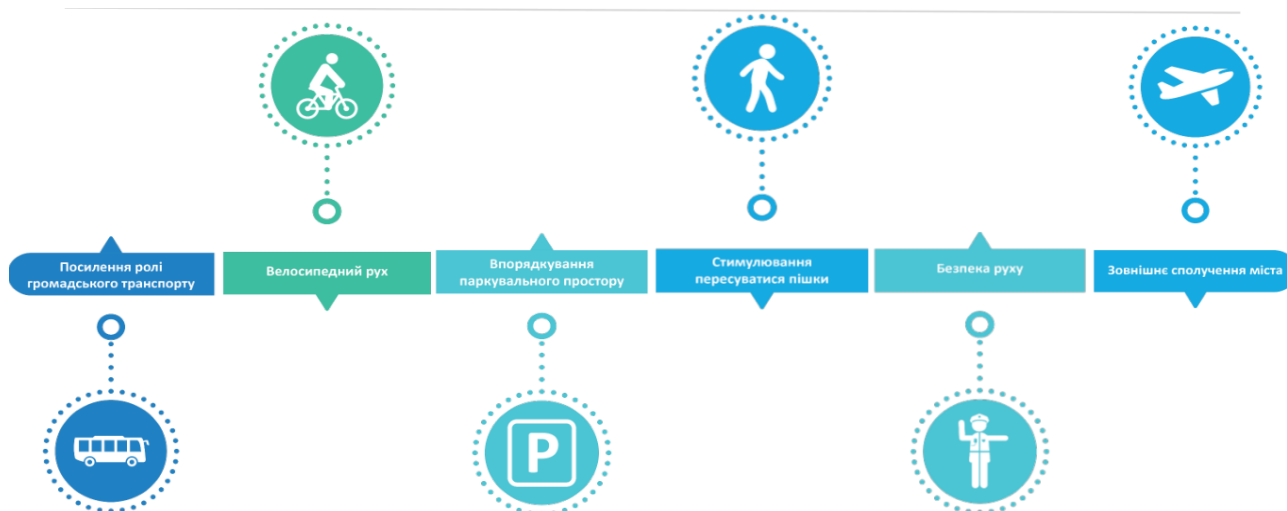 Посилення ролі
громадського транспорту
Велосипедний рух
Впорядкування
паркувального простору
Стимулювання
пересуватися пішки
Безпека руху
Зовнішнє сполучення міста
P